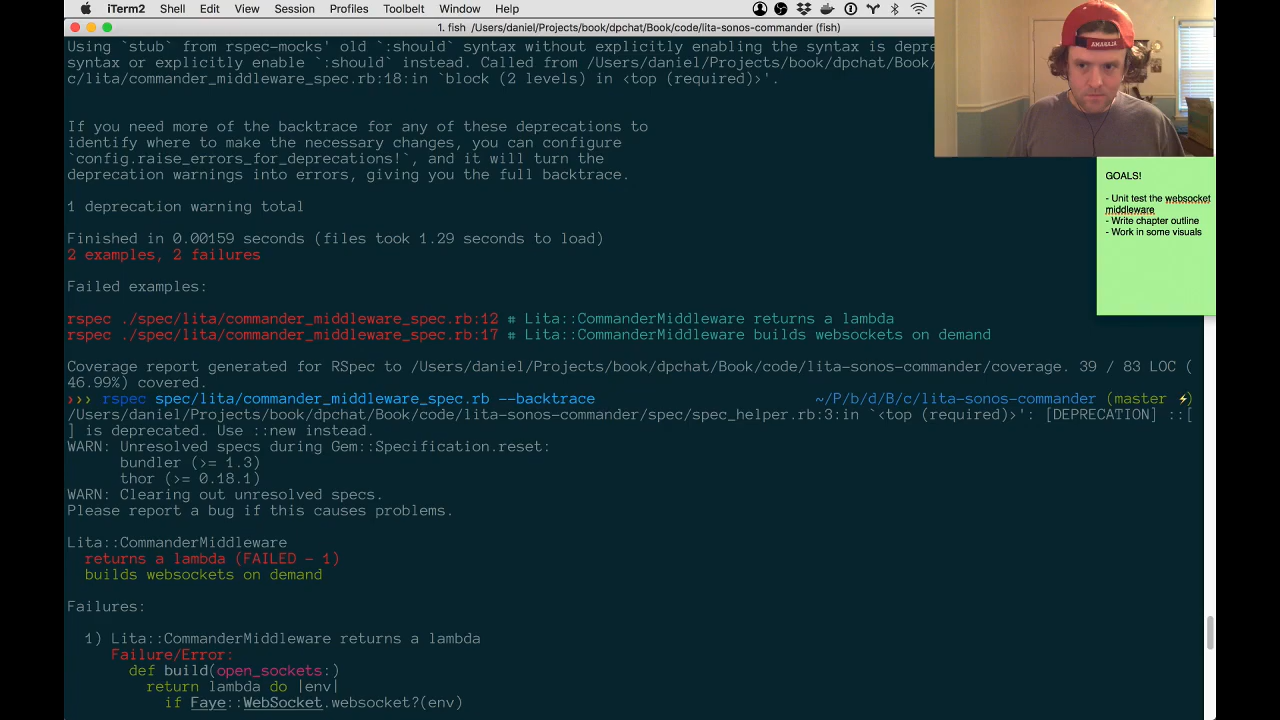 iTerm2 Shell Edit View Session Profiles Toolbelt Window Help
1. fish /Users/daniel/Projects/book/dpchat/Book/code/lita-sonos-commander (fish)
Using `stub` from rspec-mocks' old `:should` syntax without explicitly enabling the syntax is de
syntax or explicitly enable `:should` instead. Called from /Users/daniel/Projects/book/dpchat/Boo
c/lita/commander_middleware_spec.rb:18:in `block (2 levels) in <top (required)>'.
If you need more of the backtrace for any of these deprecations to
identify where to make the necessary changes, you can configure
`config.raise_errors_for_deprecations!`, and it will turn the
deprecation warnings into errors, giving you the full backtrace.
1 deprecation warning total
Finished in 0.00159 seconds (files took 1.29 seconds to load)
2 examples, 2 failures
Failed examples:
rspec ./spec/lita/commander_middleware_spec.rb:12 # Lita::CommanderMiddleware returns a lambda
rspec ./spec/lita/commander_middleware_spec.rb:17 # Lita::CommanderMiddleware builds websockets on demand
Coverage report generated for RSpec to /Users/daniel/Projects/book/dpchat/Book/code/lita-sonos-commander/coverage. 39 / 83 LOC (
46.99%) covered.
❯❯❯ rspec spec/lita/commander_middleware_spec.rb --backtrace ~/P/b/d/B/c/lita-sonos-commander (master ⚡)
/Users/daniel/Projects/book/dpchat/Book/code/lita-sonos-commander/spec/spec_helper.rb:3:in `<top (required)>': [DEPRECATION] ::[
] is deprecated. Use ::new instead.
WARN: Unresolved specs during Gem::Specification.reset:
bundler (>= 1.3)
thor (>= 0.18.1)
WARN: Clearing out unresolved specs.
Please report a bug if this causes problems.
Lita::CommanderMiddleware
returns a lambda (FAILED - 1)
builds websockets on demand
Failures:
1) Lita::CommanderMiddleware returns a lambda
Failure/Error:
def build(open_sockets:)
return lambda do |env|
if Faye::WebSocket.websocket?(env)
GOALS!
- Unit test the websocket
middleware
- Write chapter outline
- Work in some visuals